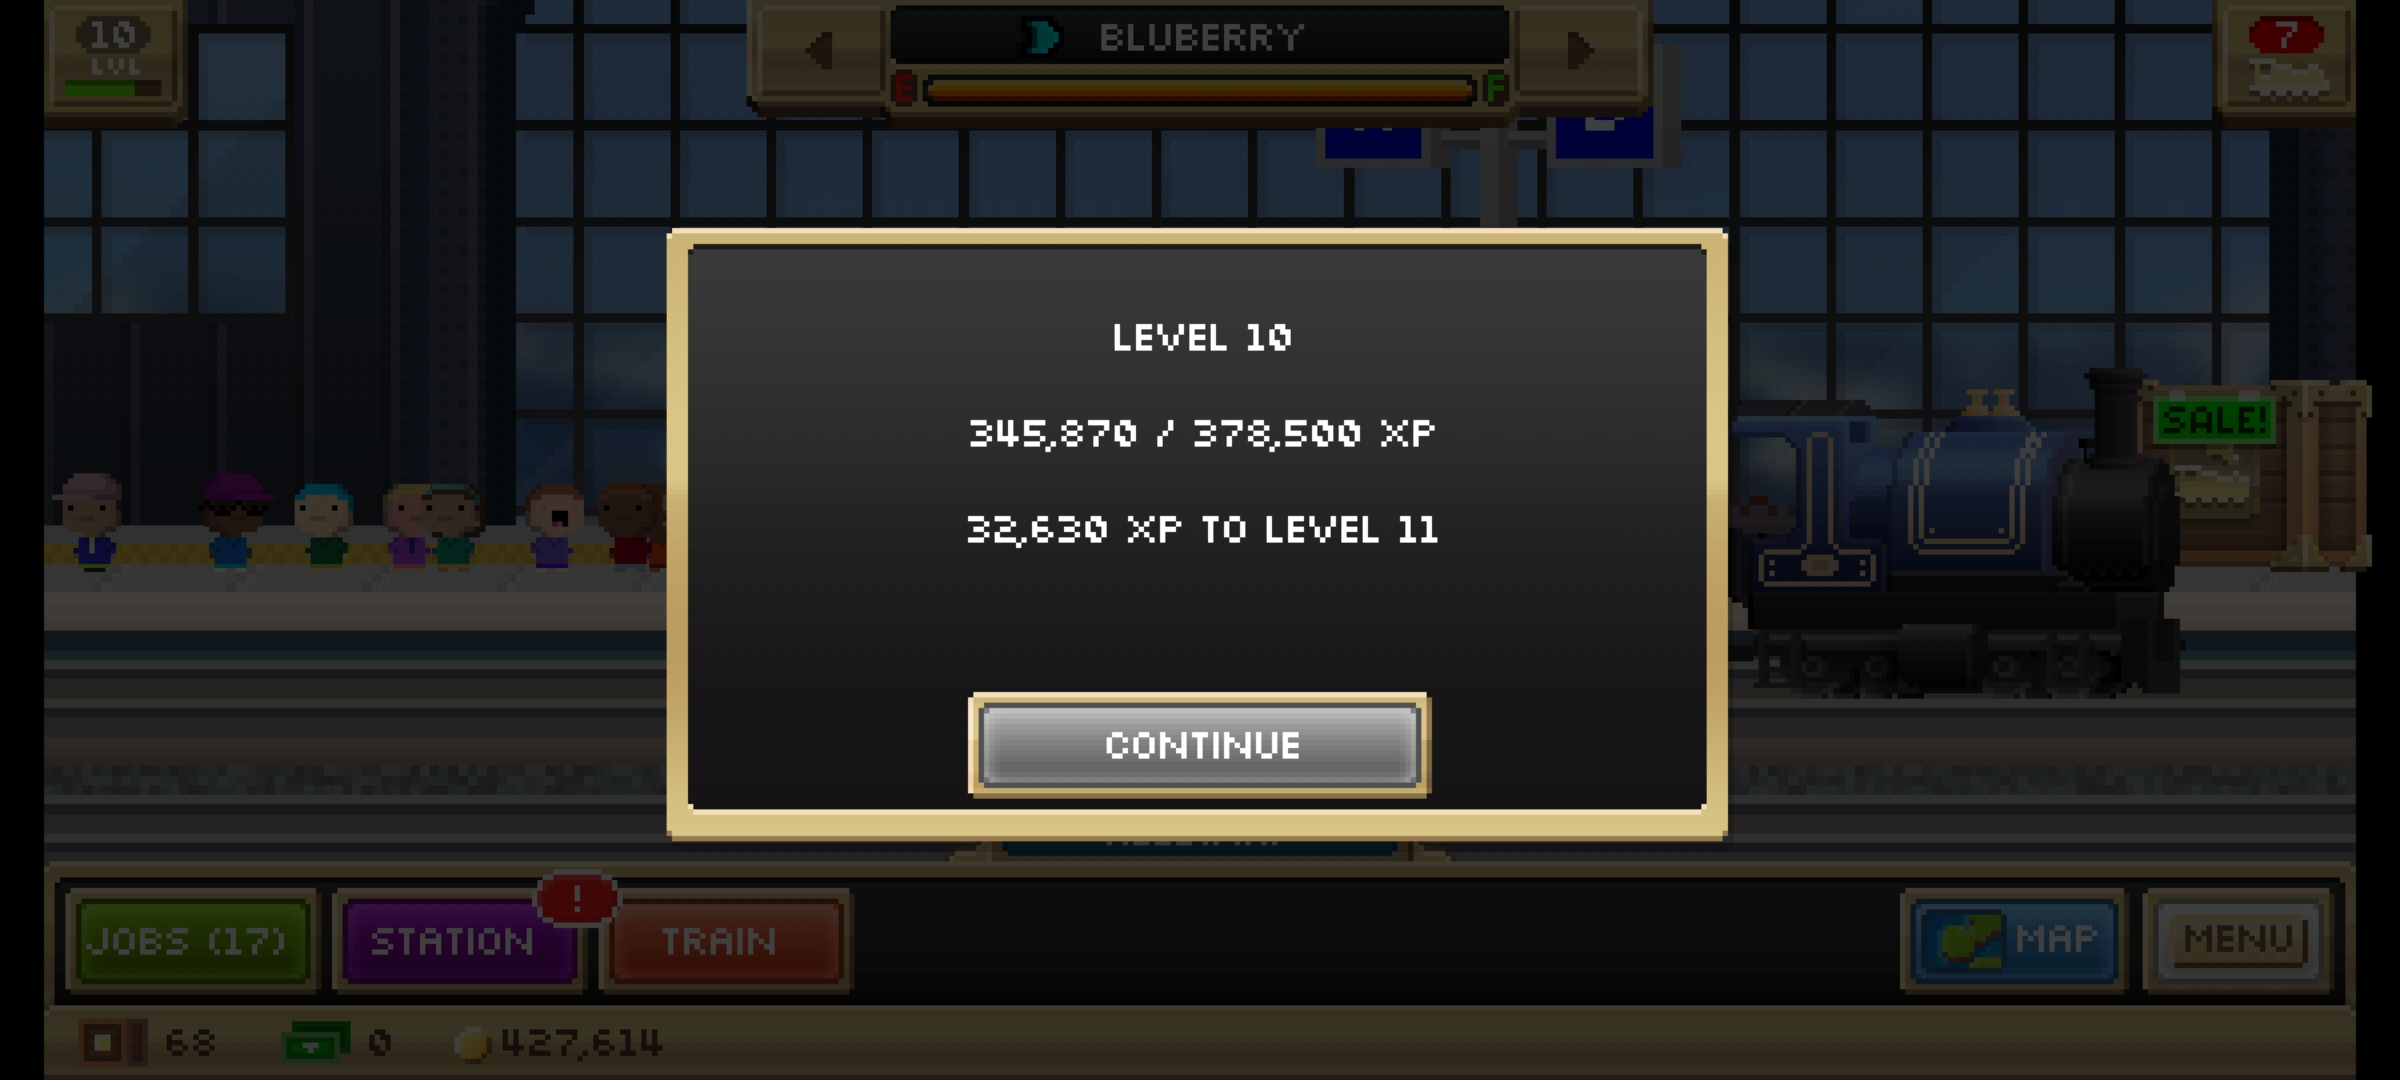 10
LVL
BLUBERRY
E
F
7
LEVEL 10
345,870 / 378,500 XP
32,630 XP TO LEVEL 11
SALE!
CONTINUE
JOBS (17)
STATION
!
TRAIN
MAP
MENU
68
0
427,614